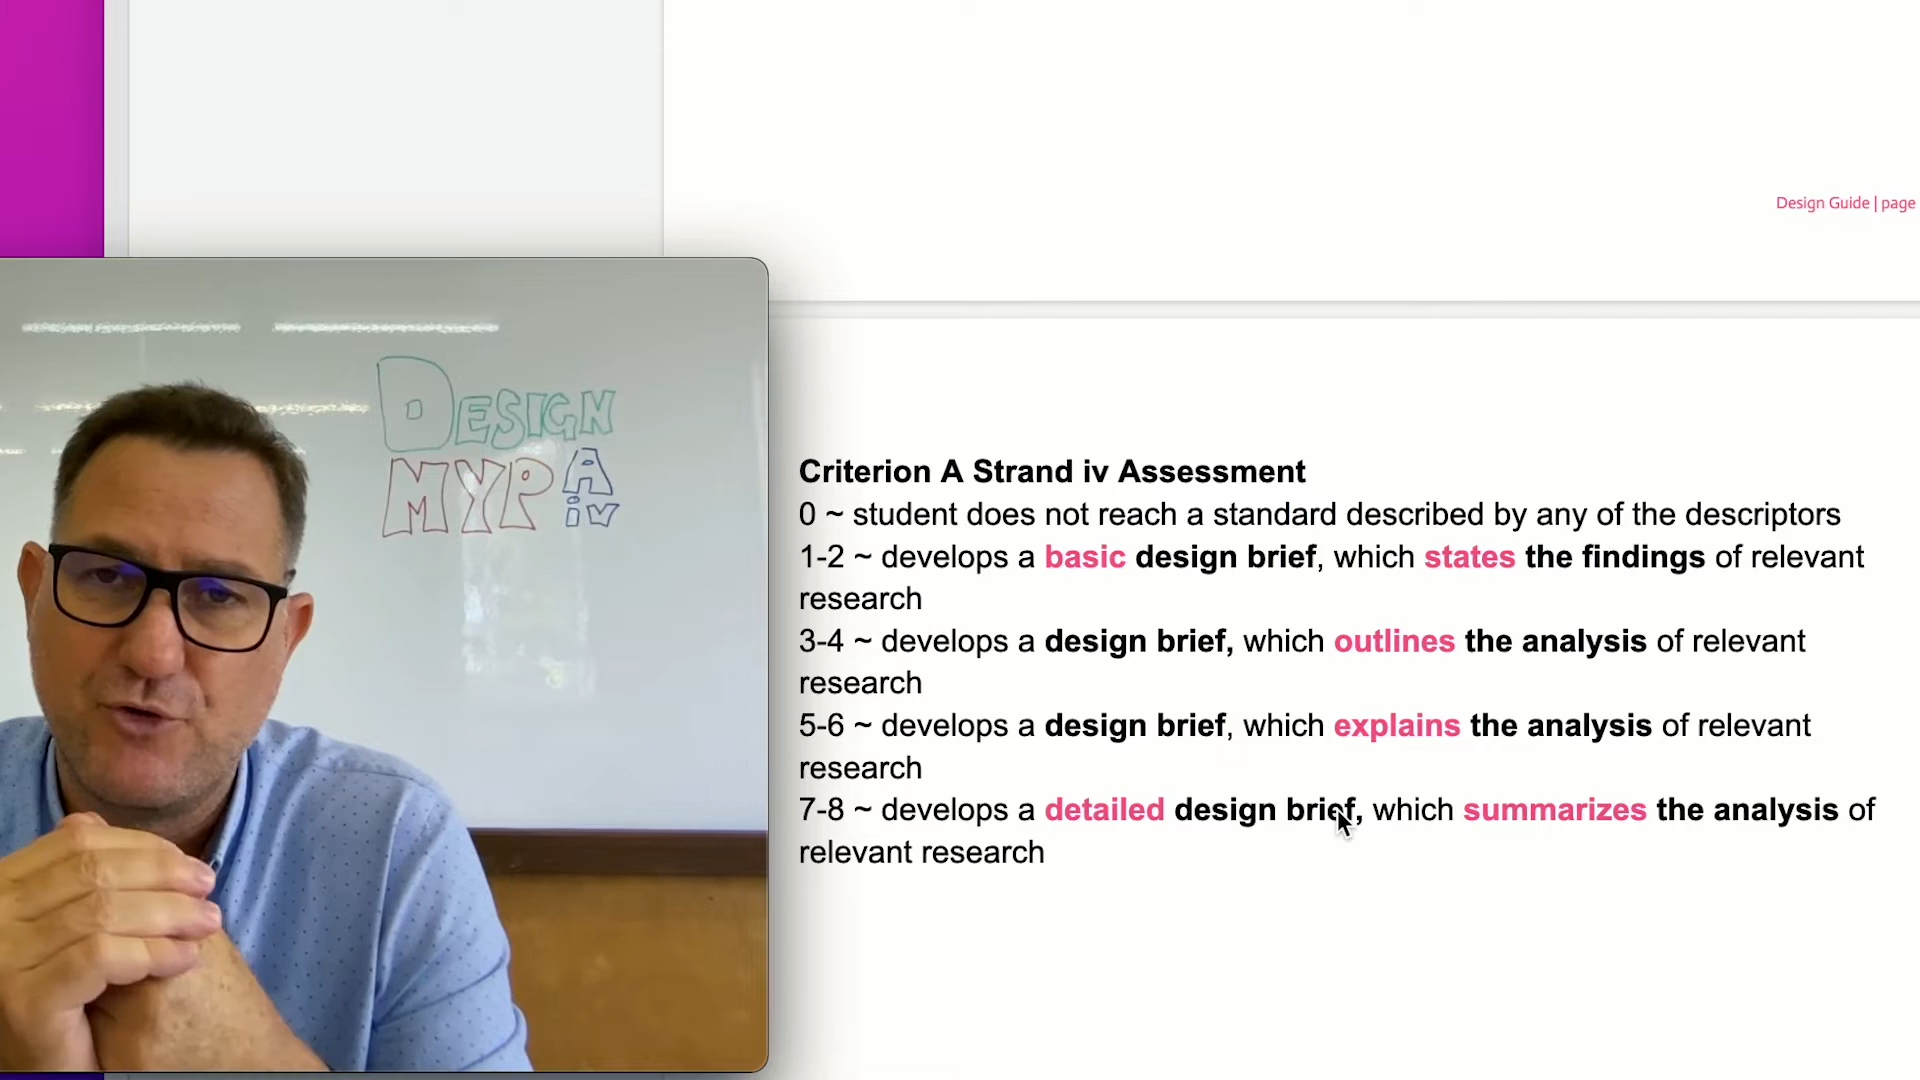 Design Guide | page
DESIGN
MYP A
iv
Criterion A Strand iv Assessment
0 ~ student does not reach a standard described by any of the descriptors
1-2 ~ develops a basic design brief, which states the findings of relevant
research
3-4 ~ develops a design brief, which outlines the analysis of relevant
research
5-6 ~ develops a design brief, which explains the analysis of relevant
research
7-8 ~ develops a detailed design brief, which summarizes the analysis of
relevant research